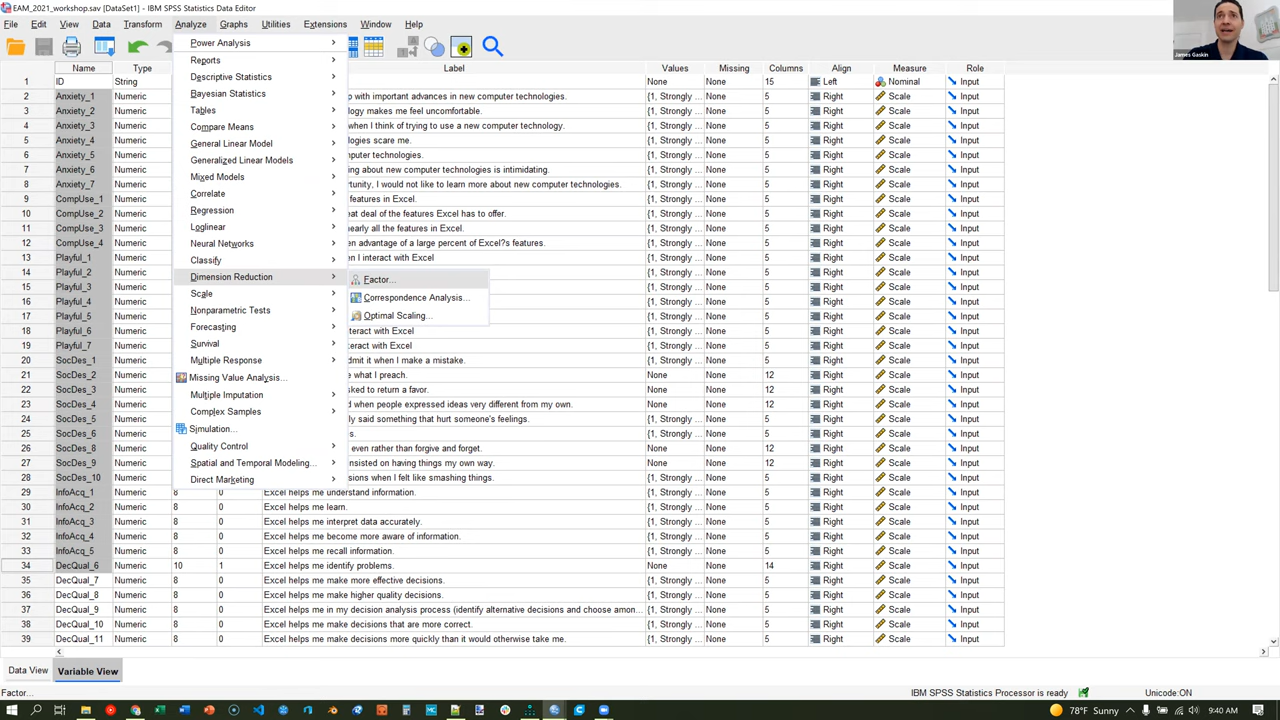 EAM_2021_workshop.sav [DataSet1] - IBM SPSS Statistics Data Editor
File Edit View Data Transform Analyze Graphs Utilities Extensions Window Help
James Gaskin
Power Analysis
Reports
Descriptive Statistics
Bayesian Statistics
Tables
Compare Means
General Linear Model
Generalized Linear Models
Mixed Models
Correlate
Regression
Loglinear
Neural Networks
Classify
Dimension Reduction
Scale
Nonparametric Tests
Forecasting
Survival
Multiple Response
Missing Value Analysis...
Multiple Imputation
Complex Samples
Simulation...
Quality Control
Spatial and Temporal Modeling...
Direct Marketing
Factor...
Correspondence Analysis...
Optimal Scaling...
Name Type Label Values Missing Columns Align Measure Role
1 ID String None None 15 Left Nominal Input
2 Anxiety_1 Numeric p with important advances in new computer technologies. {1, Strongly ... None 5 Right Scale Input
3 Anxiety_2 Numeric ology makes me feel uncomfortable. {1, Strongly ... None 5 Right Scale Input
4 Anxiety_3 Numeric when I think of trying to use a new computer technology. {1, Strongly ... None 5 Right Scale Input
5 Anxiety_4 Numeric ologies scare me. {1, Strongly ... None 5 Right Scale Input
6 Anxiety_5 Numeric mputer technologies. {1, Strongly ... None 5 Right Scale Input
7 Anxiety_6 Numeric ing about new computer technologies is intimidating. {1, Strongly ... None 5 Right Scale Input
8 Anxiety_7 Numeric rtunity, I would not like to learn more about new computer technologies. {1, Strongly ... None 5 Right Scale Input
9 CompUse_1 Numeric features in Excel. {1, Strongly ... None 5 Right Scale Input
10 CompUse_2 Numeric eat deal of the features Excel has to offer. {1, Strongly ... None 5 Right Scale Input
11 CompUse_3 Numeric nearly all the features in Excel. {1, Strongly ... None 5 Right Scale Input
12 CompUse_4 Numeric en advantage of a large percent of Excel?s features. {1, Strongly ... None 5 Right Scale Input
13 Playful_1 Numeric n I interact with Excel {1, Strongly ... None 5 Right Scale Input
14 Playful_2 Numeric {1, Strongly ... None 5 Right Scale Input
15 Playful_3 Numeric {1, Strongly ... None 5 Right Scale Input
16 Playful_4 Numeric {1, Strongly ... None 5 Right Scale Input
17 Playful_5 Numeric {1, Strongly ... None 5 Right Scale Input
18 Playful_6 Numeric nteract with Excel {1, Strongly ... None 5 Right Scale Input
19 Playful_7 Numeric teract with Excel {1, Strongly ... None 5 Right Scale Input
20 SocDes_1 Numeric dmit it when I make a mistake. {1, Strongly ... None 5 Right Scale Input
21 SocDes_2 Numeric e what I preach. None None 12 Right Scale Input
22 SocDes_3 Numeric sked to return a favor. None None 12 Right Scale Input
23 SocDes_4 Numeric d when people expressed ideas very different from my own. None None 12 Right Scale Input
24 SocDes_5 Numeric ly said something that hurt someone's feelings. {1, Strongly ... None 5 Right Scale Input
25 SocDes_6 Numeric s. {1, Strongly ... None 5 Right Scale Input
26 SocDes_8 Numeric even rather than forgive and forget. None None 12 Right Scale Input
27 SocDes_9 Numeric nsisted on having things my own way. None None 12 Right Scale Input
28 SocDes_10 Numeric sions when I felt like smashing things. {1, Strongly ... None 5 Right Scale Input
29 InfoAcq_1 Numeric 8 0 Excel helps me understand information. {1, Strongly ... None 5 Right Scale Input
30 InfoAcq_2 Numeric 8 0 Excel helps me learn. {1, Strongly ... None 5 Right Scale Input
31 InfoAcq_3 Numeric 8 0 Excel helps me interpret data accurately. {1, Strongly ... None 5 Right Scale Input
32 InfoAcq_4 Numeric 8 0 Excel helps me become more aware of information. {1, Strongly ... None 5 Right Scale Input
33 InfoAcq_5 Numeric 8 0 Excel helps me recall information. {1, Strongly ... None 5 Right Scale Input
34 DecQual_6 Numeric 10 1 Excel helps me identify problems. None None 14 Right Scale Input
35 DecQual_7 Numeric 8 0 Excel helps me make more effective decisions. {1, Strongly ... None 5 Right Scale Input
36 DecQual_8 Numeric 8 0 Excel helps me make higher quality decisions. {1, Strongly ... None 5 Right Scale Input
37 DecQual_9 Numeric 8 0 Excel helps me in my decision analysis process (identify alternative decisions and choose amon... {1, Strongly ... None 5 Right Scale Input
38 DecQual_10 Numeric 8 0 Excel helps me make decisions that are more correct. {1, Strongly ... None 5 Right Scale Input
39 DecQual_11 Numeric 8 0 Excel helps me make decisions more quickly than it would otherwise take me. {1, Strongly ... None 5 Right Scale Input
Data View Variable View
Factor... IBM SPSS Statistics Processor is ready Unicode:ON
78°F Sunny 9:40 AM